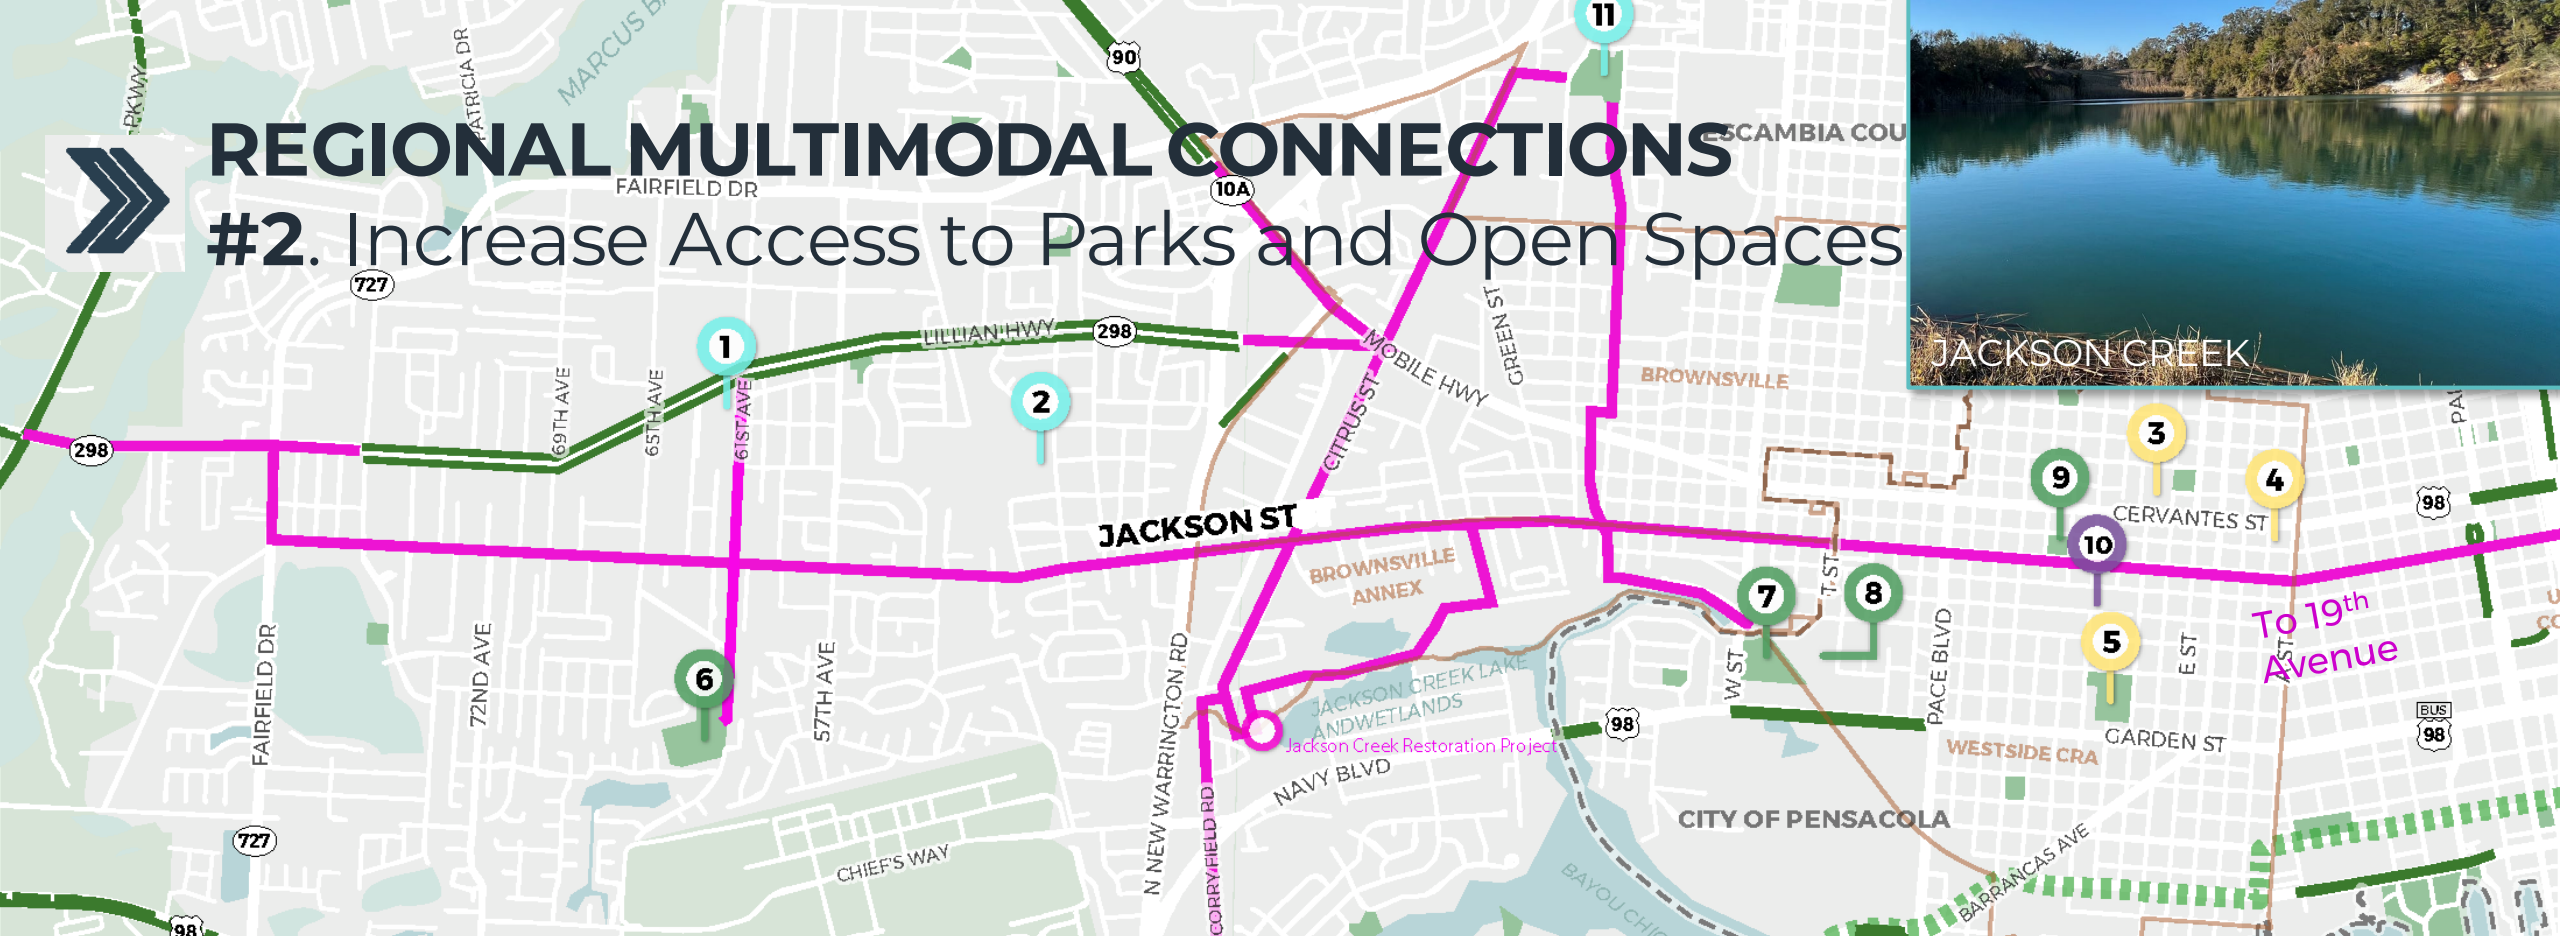 11
90
PKWY
PATRICIA DR
REGIONAL MULTIMODAL CONNECTIONS
ESCAMBIA COU
FAIRFIELD DR
10A
#2. Increase Access to Parks and Open Spaces
727
GREEN ST
1
LILLIAN HWY
298
MOBILE HWY
JACKSON CREEK
BROWNSVILLE
69TH AVE
65TH AVE
61ST AVE
2
CITRUS ST
298
3
9
4
98
CERVANTES ST
JACKSON ST
10
BROWNSVILLE
ANNEX
T ST
7
8
To 19th
Avenue
5
E ST
A ST
FAIRFIELD DR
72ND AVE
57TH AVE
6
N NEW WARRINGTON RD
JACKSON CREEK LAKE
ANDWETLANDS
W ST
PACE BLVD
98
BUS
98
Jackson Creek Restoration Project
GARDEN ST
WESTSIDE CRA
NAVY BLVD
CITY OF PENSACOLA
727
CHIEF'S WAY
CORRY FIELD RD
BARRANCAS AVE
98